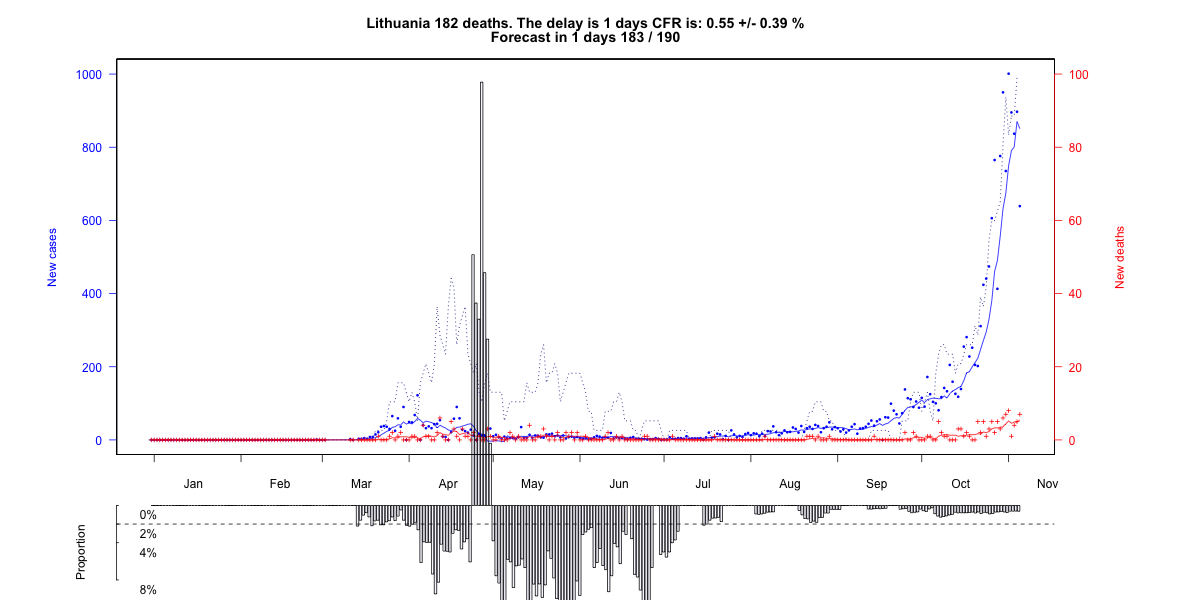 Lithuania 182 deaths. The delay is 1 days CFR is: 0.55 +/- 0.39 %
Forecast in 1 days 183 / 190
1000
800
600
400
200
0
New cases
100
80
60
40
20
0
New deaths
Jan Feb Mar Apr May Jun Jul Aug Sep Oct Nov
Proportion
0%
2%
4%
8%